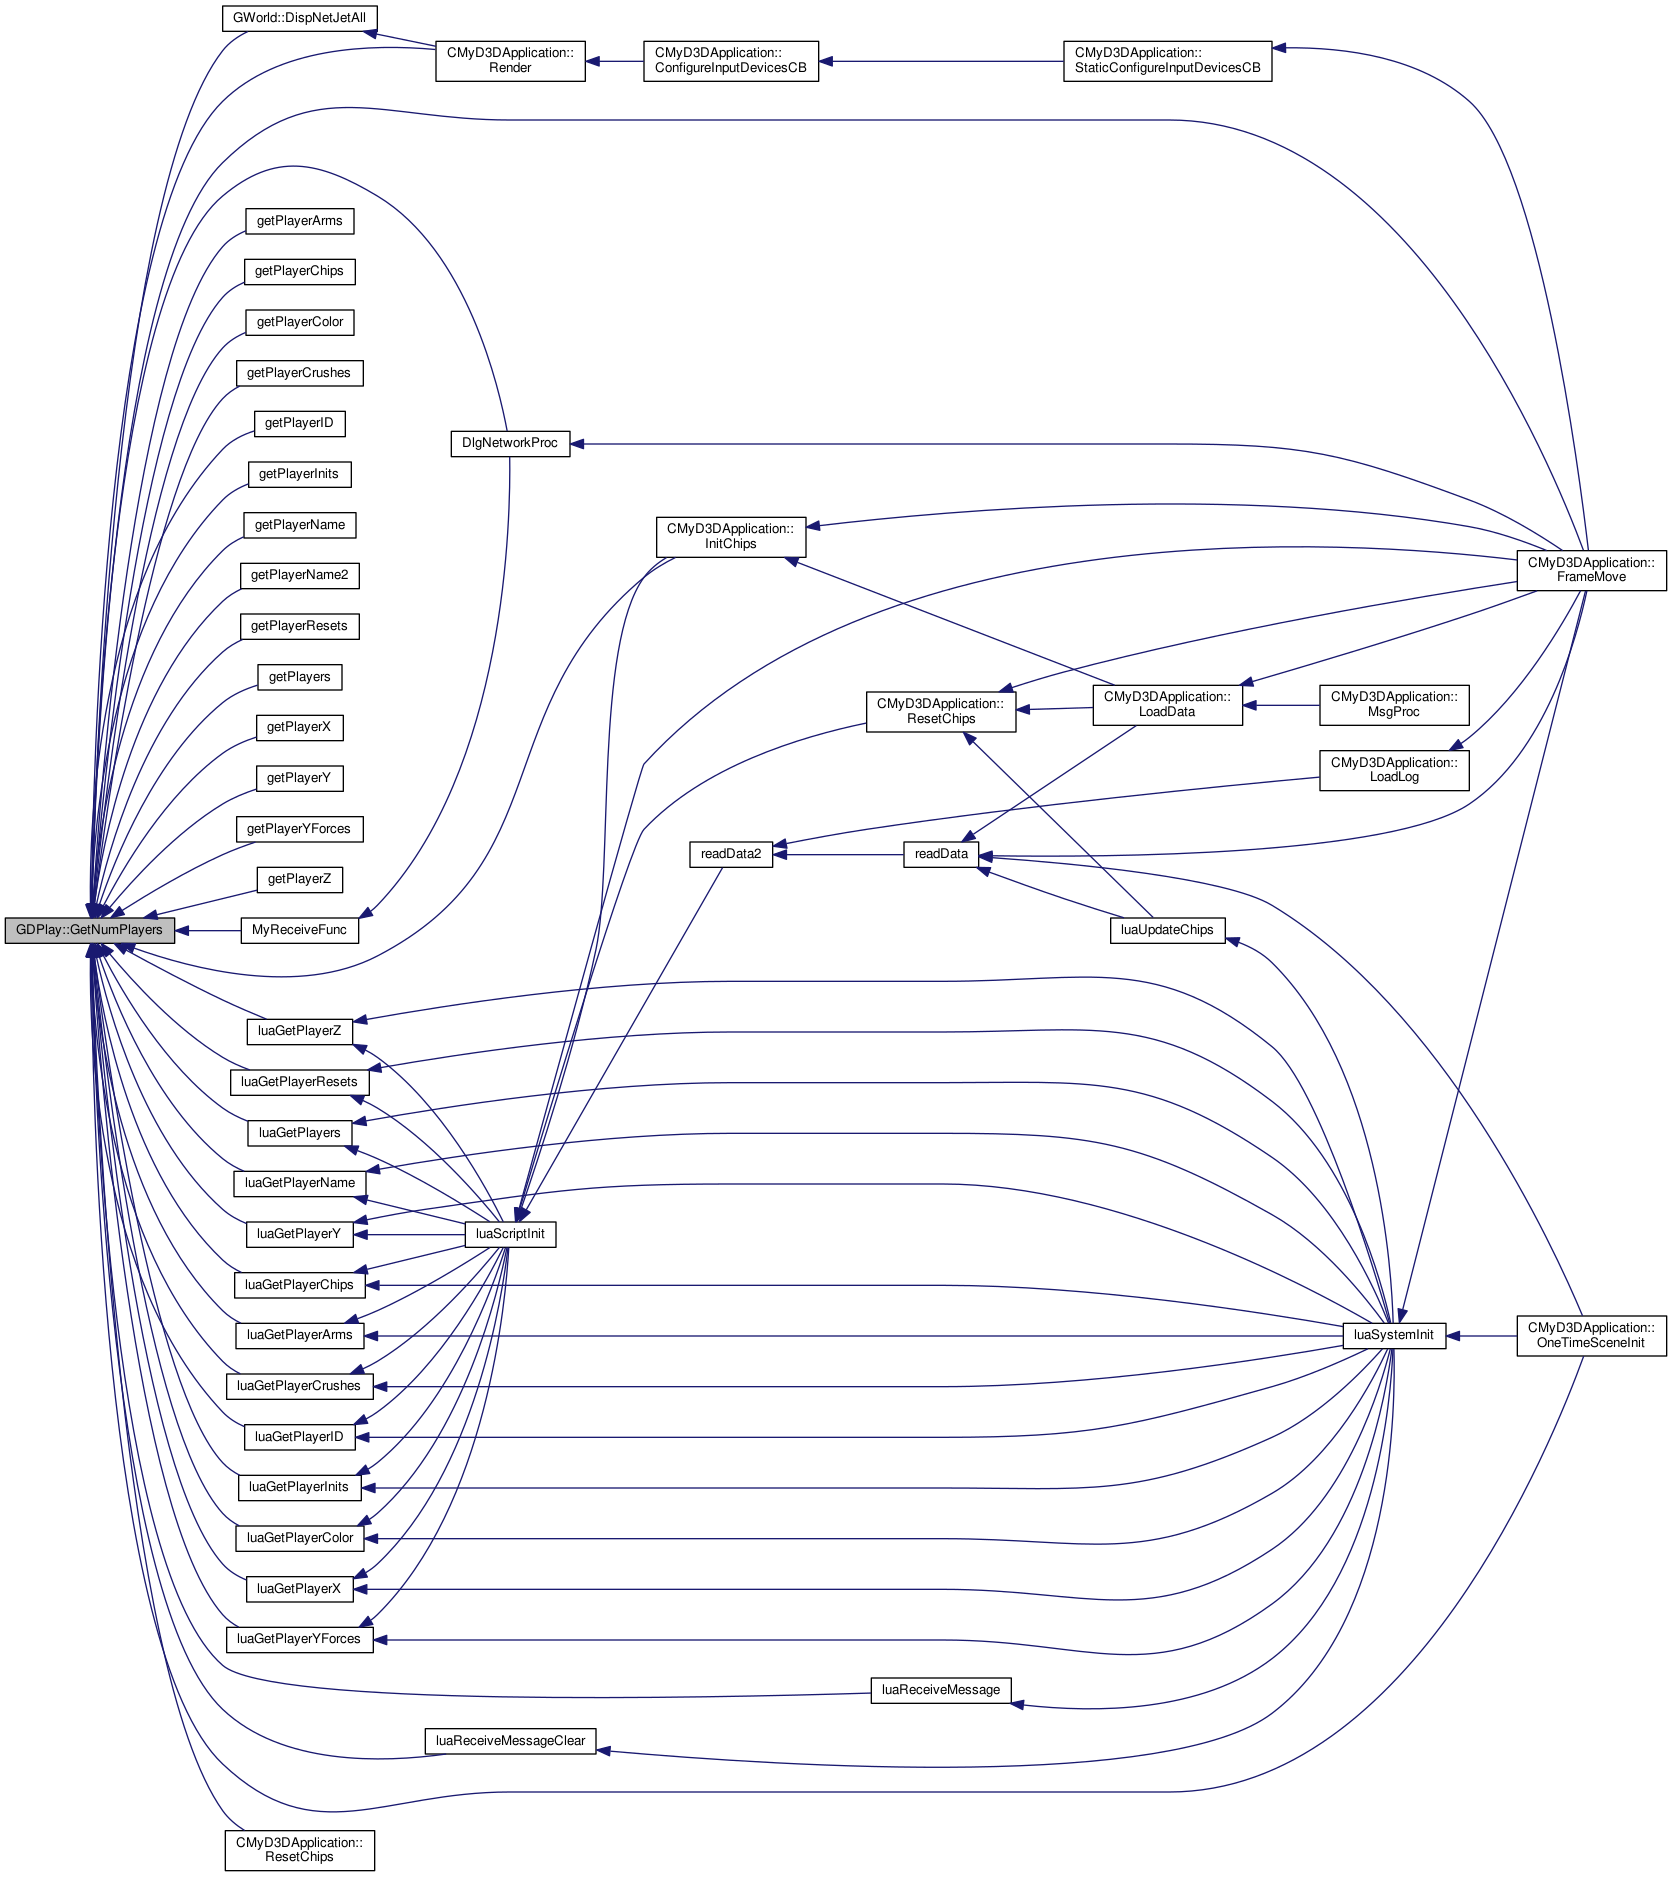 GWorld::DispNetJetAll
CMyD3DApplication::
Render
CMyD3DApplication::
ConfigureInputDevicesCB
CMyD3DApplication::
StaticConfigureInputDevicesCB
getPlayerArms
getPlayerChips
getPlayerColor
getPlayerCrushes
getPlayerID
DlgNetworkProc
getPlayerInits
getPlayerName
CMyD3DApplication::
InitChips
getPlayerName2
CMyD3DApplication::
FrameMove
getPlayerResets
getPlayers
getPlayerX
CMyD3DApplication::
ResetChips
CMyD3DApplication::
LoadData
CMyD3DApplication::
MsgProc
getPlayerY
CMyD3DApplication::
LoadLog
getPlayerYForces
readData2
readData
getPlayerZ
GDPlay::GetNumPlayers
MyReceiveFunc
luaUpdateChips
luaGetPlayerZ
luaGetPlayerResets
luaGetPlayers
luaGetPlayerName
luaGetPlayerY
luaScriptInit
luaGetPlayerChips
luaGetPlayerArms
luaSystemInit
CMyD3DApplication::
OneTimeSceneInit
luaGetPlayerCrushes
luaGetPlayerID
luaGetPlayerInits
luaGetPlayerColor
luaGetPlayerX
luaGetPlayerYForces
luaReceiveMessage
luaReceiveMessageClear
CMyD3DApplication::
ResetChips